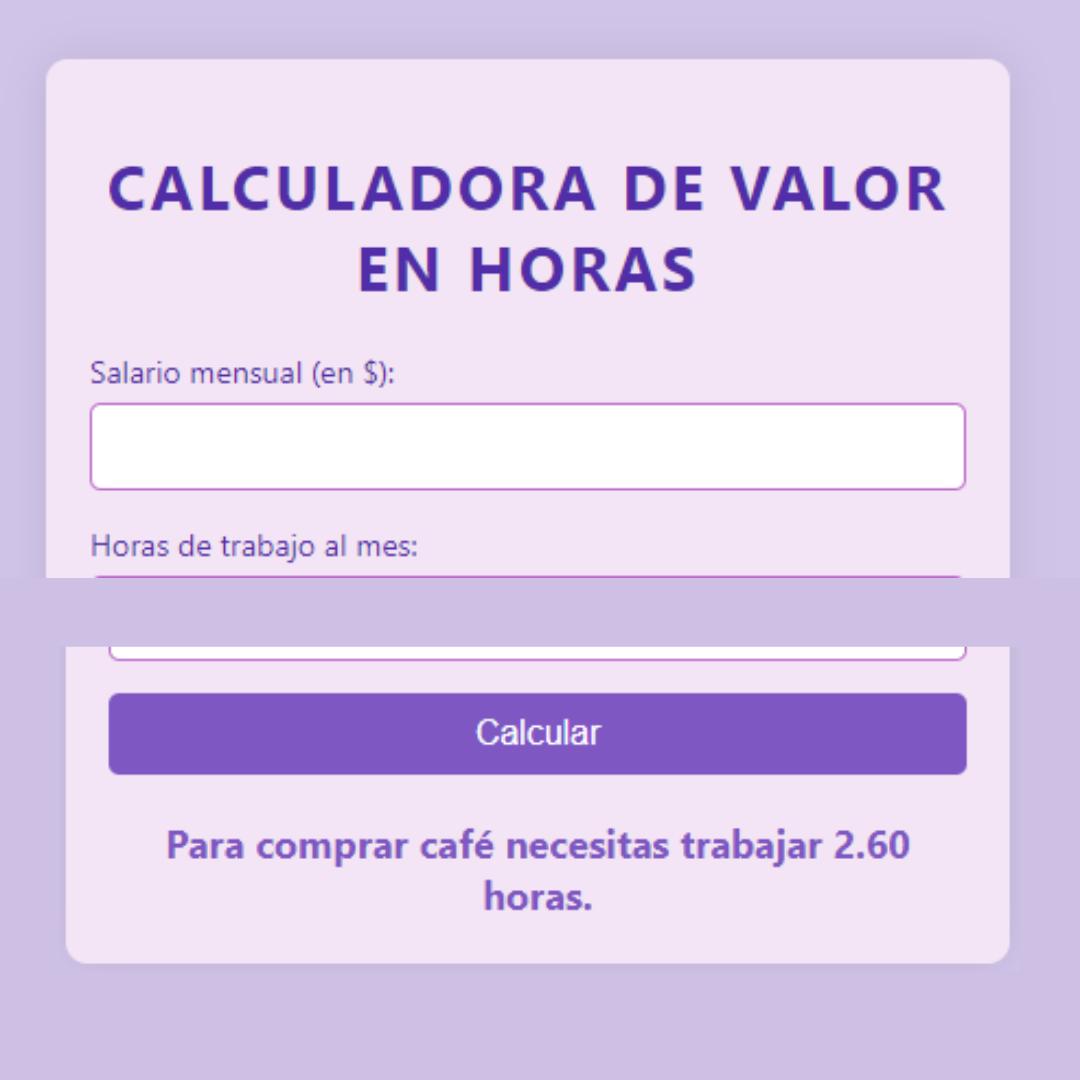 CALCULADORA DE VALOR
EN HORAS
Salario mensual (en $):
Horas de trabajo al mes:
Calcular
Para comprar café necesitas trabajar 2.60
horas.